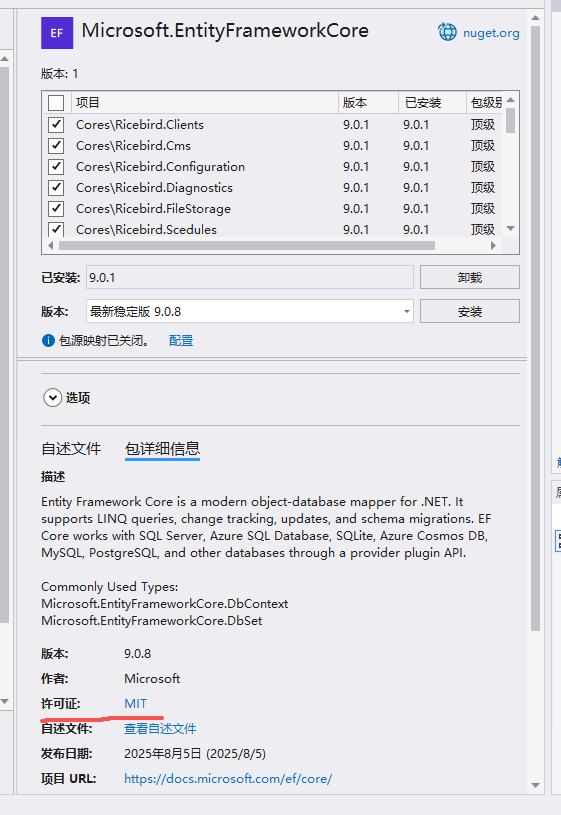 EF Microsoft.EntityFrameworkCore nuget.org
版本: 1
项目 版本 已安装 包级别
Cores\Ricebird.Clients 9.0.1 9.0.1 顶级
Cores\Ricebird.Cms 9.0.1 9.0.1 顶级
Cores\Ricebird.Configuration 9.0.1 9.0.1 顶级
Cores\Ricebird.Diagnostics 9.0.1 9.0.1 顶级
Cores\Ricebird.FileStorage 9.0.1 9.0.1 顶级
Cores\Ricebird.Scedules 9.0.1 9.0.1 顶级
已安装: 9.0.1 卸载
版本: 最新稳定版 9.0.8 安装
包源映射已关闭。 配置
选项
自述文件 包详细信息
描述
Entity Framework Core is a modern object-database mapper for .NET. It
supports LINQ queries, change tracking, updates, and schema migrations. EF
Core works with SQL Server, Azure SQL Database, SQLite, Azure Cosmos DB,
MySQL, PostgreSQL, and other databases through a provider plugin API.
Commonly Used Types:
Microsoft.EntityFrameworkCore.DbContext
Microsoft.EntityFrameworkCore.DbSet
版本: 9.0.8
作者: Microsoft
许可证: MIT
自述文件: 查看自述文件
发布日期: 2025年8月5日 (2025/8/5)
项目 URL: https://docs.microsoft.com/ef/core/